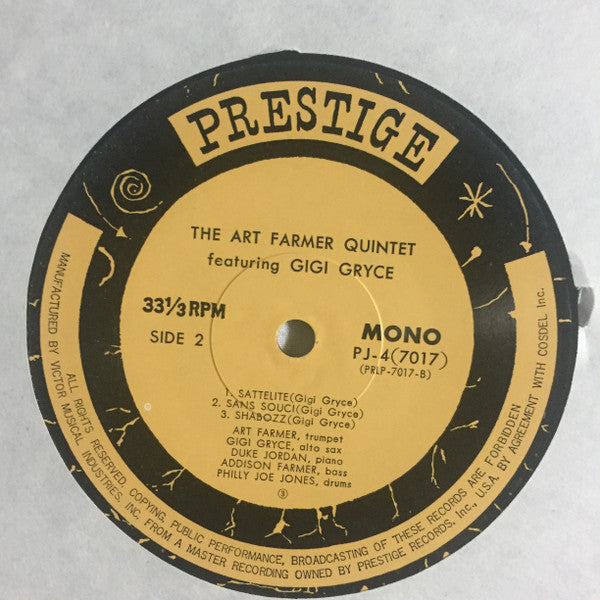 PRESTIGE
THE ART FARMER QUINTET
featuring GIGI GRYCE
33⅓ RPM
SIDE 2
MONO
PJ-4(7017)
(PRLP-7017-B)
1. SATTELITE(Gigi Gryce)
2. SANS SOUCI(Gigi Gryce)
3. SHABOZZ(Gigi Gryce)
ART FARMER, trumpet
GIGI GRYCE, alto sax
DUKE JORDAN, piano
ADDISON FARMER, bass
PHILLY JOE JONES, drums
③
ALL RIGHTS RESERVED, COPYING, PUBLIC PERFORMANCE, BROADCASTING OF THESE RECORDS ARE FORBIDDEN
MANUFACTURED BY VICTOR MUSICAL INDUSTRIES, INC. FROM A MASTER RECORDING OWNED BY PRESTIGE RECORDS, Inc., U.S.A. BY AGREEMENT WITH COSDEL Inc.